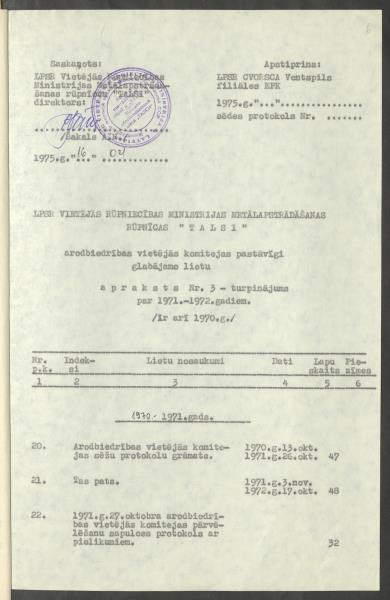 Saskaņots:
LPSR Vietējās Rūpniecības
Ministrijas Metālapstrādā-
šanas rūpnīcas "TALSI"
direktors:
/Sakals A.N./
1975.g."16" 04
Apstiprina:
LPSR CVORSCA Ventspils
filiāles EPK
1975.g."...".................
sēdes protokols Nr. .......
LPSR VIETĒJĀS RŪPNIECĪBAS MINISTRIJAS METĀLAPSTRĀDĀŠANAS
RŪPNĪCAS "TALSI"
arodbiedrības vietējās komitejas pastāvīgi
glabājamo lietu
apraksts Nr. 3 - turpinājums
par 1971.-1972.gadiem.
/Ir arī 1970.g./
Nr. p.k. Indek-si Lietu nosaukumi Dati Lapu skaits Pie-zīmes
1 2 3 4 5 6
1970.- 1971.gads.
20. Arodbiedrības vietējās komite- 1970.g.13.okt.
jas sēžu protokolu grāmata. 1971.g.26.okt. 47
21. Tas pats. 1971.g.3.nov.
1972.g.17.okt. 48
22. 1971.g.27.oktobra arodbiedrī-
bas vietējās komitejas pārvē-
lēšanu sapulces protokols ar
pielikumiem. 32